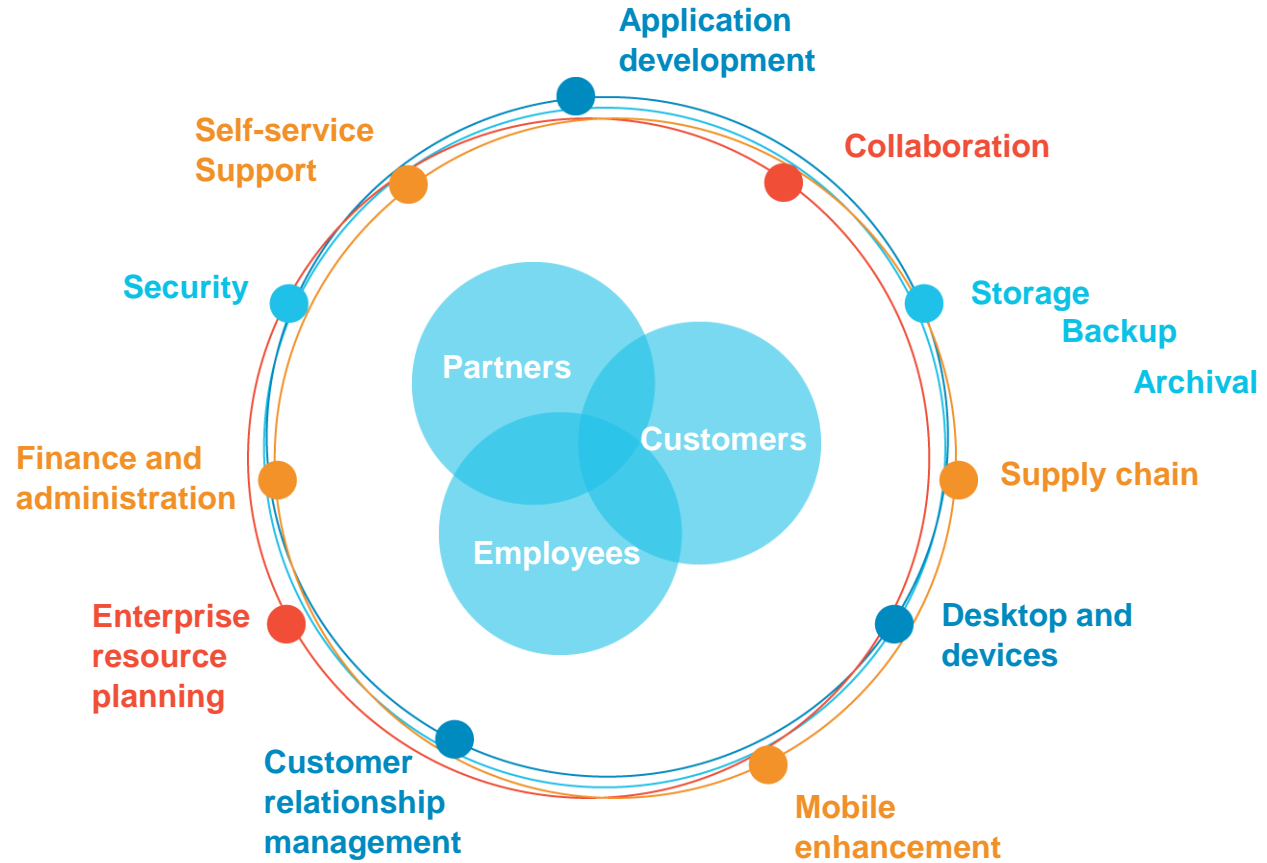 Application
development
Self-service
Support
Collaboration
Security
Storage
Backup
Archival
Partners
Customers
Finance and
administration
Supply chain
Employees
Enterprise
resource
planning
Desktop and
devices
Customer
relationship
management
Mobile
enhancement